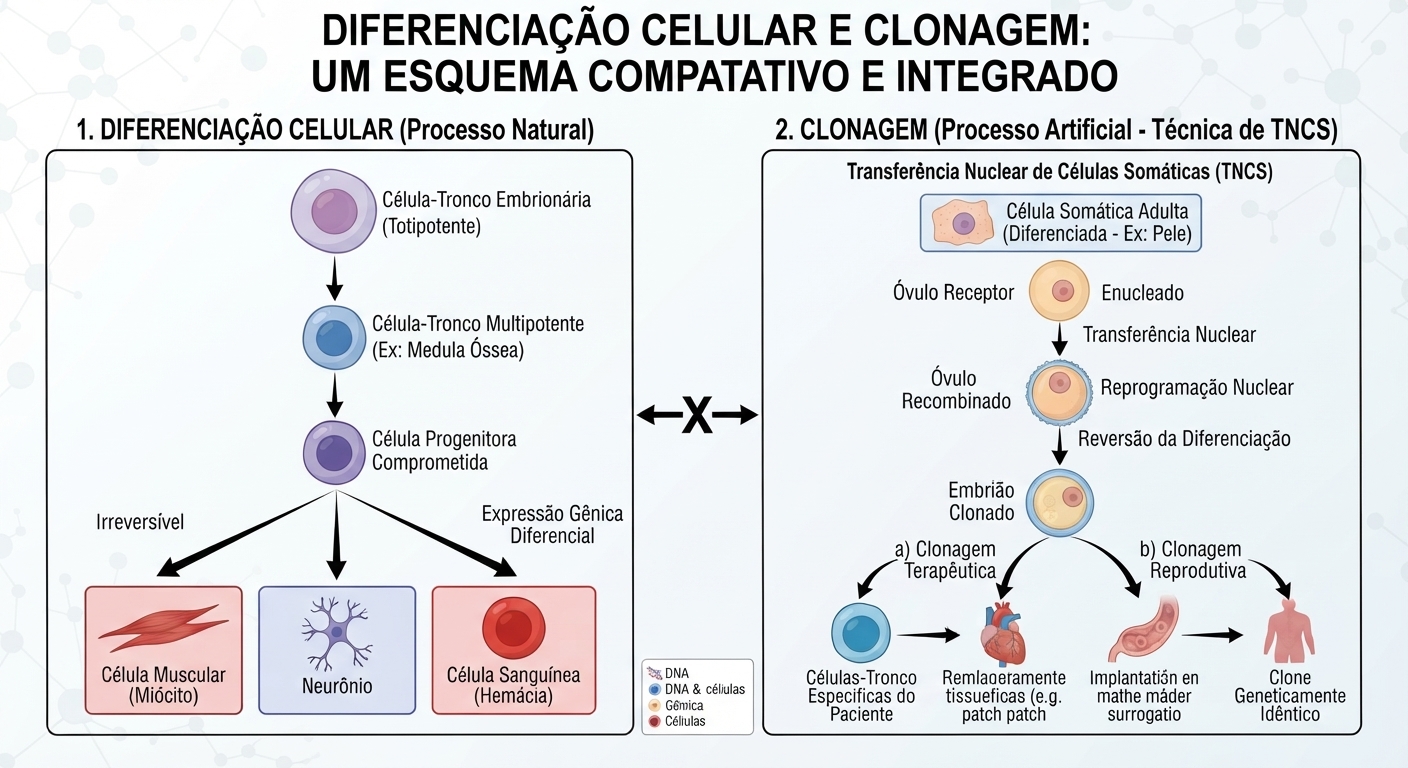 DIFERENCIAÇÃO CELULAR E CLONAGEM:
UM ESQUEMA COMPATATIVO E INTEGRADO
1. DIFERENCIAÇÃO CELULAR (Processo Natural)
Célula-Tronco Embrionária
(Totipotente)
Célula-Tronco Multipotente
(Ex: Medula Óssea)
Célula Progenitora
Comprometida
Irreversível
Expressão Gênica
Diferencial
Célula Muscular
(Miócito)
Neurônio
Célula Sanguínea
(Hemácia)
X
DNA
DNA & células
Gêmica
Célilas
2. CLONAGEM (Processo Artificial - Técnica de TNCS)
Transferência Nuclear de Células Somáticas (TNCS)
Célula Somática Adulta
(Diferenciada - Ex: Pele)
Óvulo Receptor
Enucleado
Transferência Nuclear
Óvulo
Recombinado
Reprogramação Nuclear
Reversão da Diferenciação
Embrião
Clonado
a) Clonagem
Terapêutica
b) Clonagem
Reprodutiva
Células-Tronco
Especificas do
Paciente
tissueficas (e.g.
patch patch
Implantatión en
mathe máder
surrogatio
Clone
Geneticamente
Idêntico